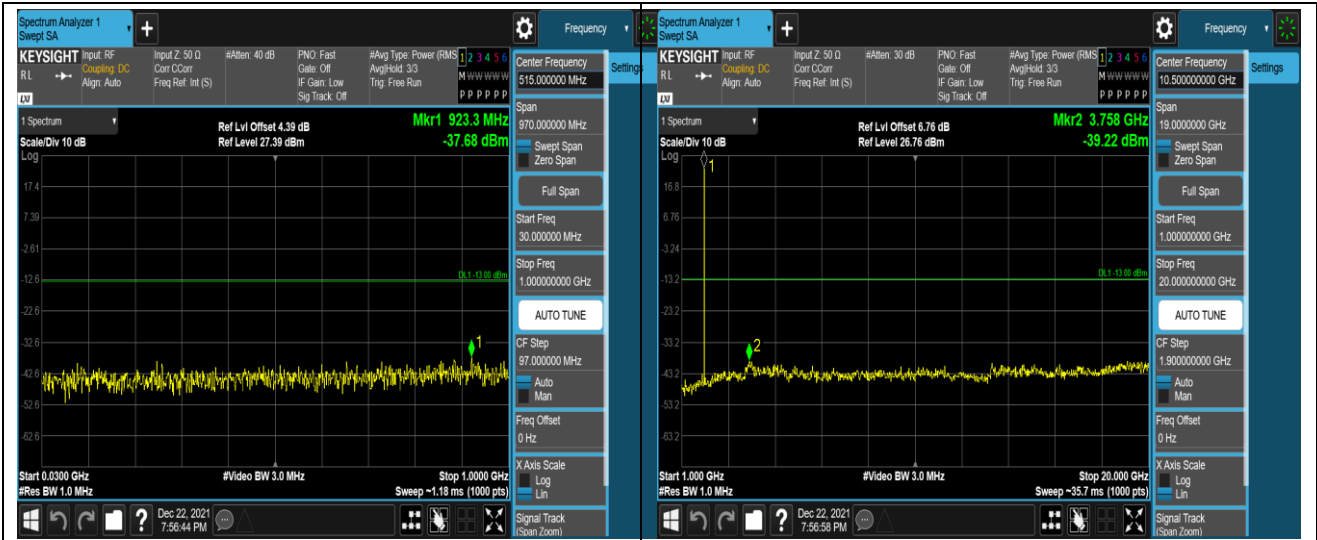 Spectrum Analyzer 1
Swept SA
Frequency
KEYSIGHT
RL
LXI
Input: RF
Coupling: DC
Align: Auto
Input Z: 50 Ω
Corr CCorr
Freq Ref: Int (S)
#Atten: 40 dB
PNO: Fast
Gate: Off
IF Gain: Low
Sig Track: Off
#Avg Type: Power (RMS
Avg|Hold: 3/3
Trig: Free Run
1 2 3 4 5 6
M W W W W W
P P P P P P
Center Frequency
515.000000 MHz
Settings
1 Spectrum
Scale/Div 10 dB
Log
Ref Lvl Offset 4.39 dB
Ref Level 27.39 dBm
Mkr1 923.3 MHz
-37.68 dBm
Span
970.000000 MHz
Swept Span
Zero Span
Full Span
Start Freq
30.000000 MHz
Stop Freq
1.000000000 GHz
AUTO TUNE
CF Step
97.000000 MHz
Auto
Man
Freq Offset
0 Hz
X Axis Scale
Log
Lin
Signal Track
(Span Zoom)
17.4
7.39
-2.61
-12.6
-22.6
-32.6
-42.6
-52.6
-62.6
DL1 -13.00 dBm
1
Start 0.0300 GHz
#Res BW 1.0 MHz
#Video BW 3.0 MHz
Stop 1.0000 GHz
Sweep ~1.18 ms (1000 pts)
Dec 22, 2021
7:56:44 PM
Spectrum Analyzer 1
Swept SA
Frequency
KEYSIGHT
RL
LXI
Input: RF
Coupling: DC
Align: Auto
Input Z: 50 Ω
Corr CCorr
Freq Ref: Int (S)
#Atten: 30 dB
PNO: Fast
Gate: Off
IF Gain: Low
Sig Track: Off
#Avg Type: Power (RMS
Avg|Hold: 3/3
Trig: Free Run
1 2 3 4 5 6
M W W W W W
P P P P P P
Center Frequency
10.500000000 GHz
Settings
1 Spectrum
Scale/Div 10 dB
Log
Ref Lvl Offset 6.76 dB
Ref Level 26.76 dBm
Mkr2 3.758 GHz
-39.22 dBm
Span
19.0000000 GHz
Swept Span
Zero Span
Full Span
Start Freq
1.000000000 GHz
Stop Freq
20.000000000 GHz
AUTO TUNE
CF Step
1.900000000 GHz
Auto
Man
Freq Offset
0 Hz
X Axis Scale
Log
Lin
Signal Track
(Span Zoom)
16.8
6.76
-3.24
-13.2
-23.2
-33.2
-43.2
-53.2
-63.2
DL1 -13.00 dBm
1
2
Start 1.000 GHz
#Res BW 1.0 MHz
#Video BW 3.0 MHz
Stop 20.000 GHz
Sweep ~35.7 ms (1000 pts)
Dec 22, 2021
7:56:58 PM